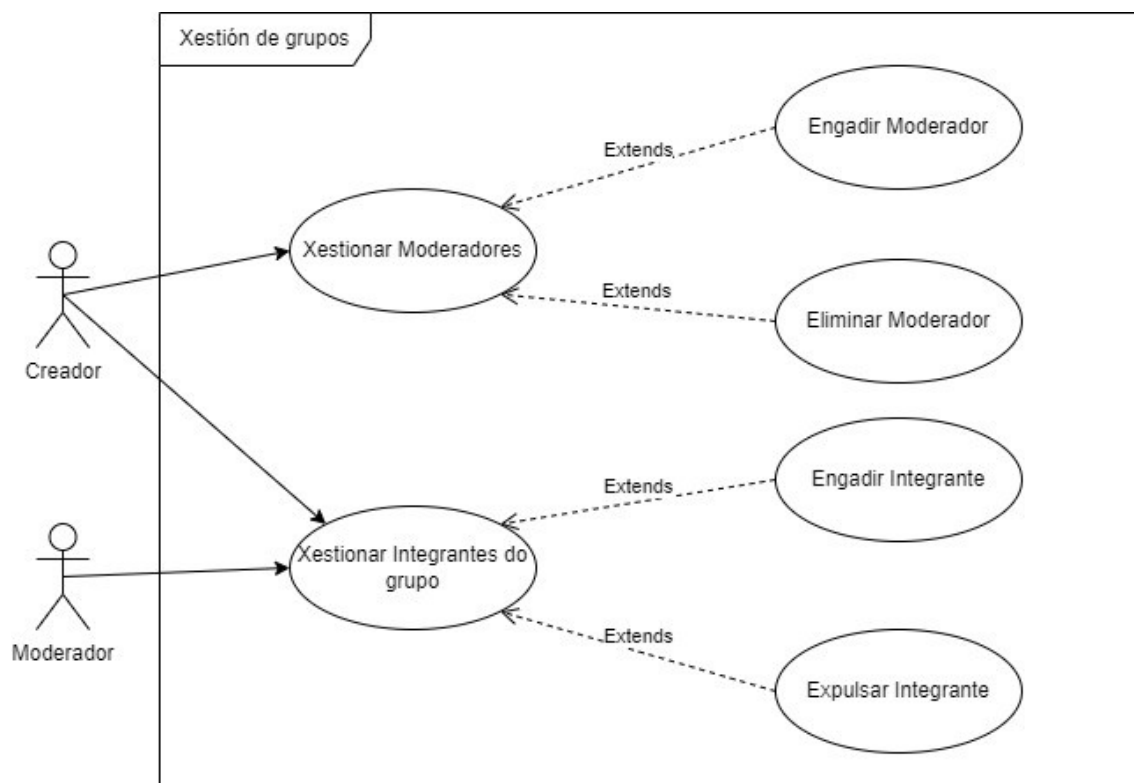 Xestión de grupos
Engadir Moderador
Extends
Xestionar Moderadores
Extends
Eliminar Moderador
Creador
Engadir Integrante
Extends
Xestionar Integrantes do
grupo
Moderador
Extends
Expulsar Integrante